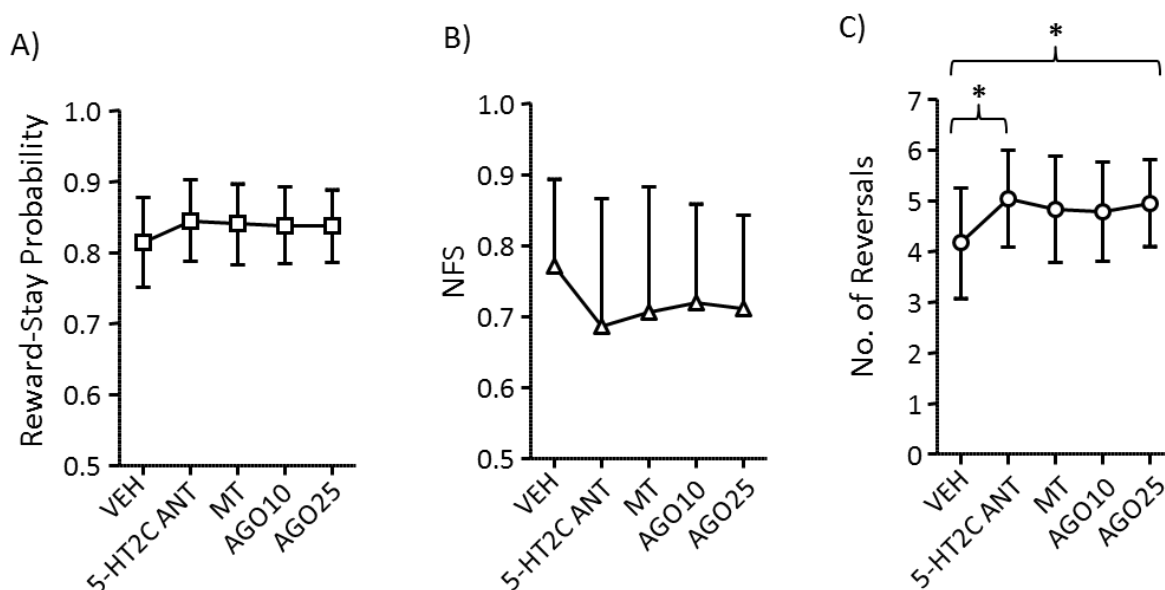 A)
Reward-Stay Probability
1.0
0.9
0.8
0.7
0.6
0.5
VEH
5-HT2C ANT
MT
AGO10
AGO25
B)
NFS
1.0
0.9
0.8
0.7
0.6
0.5
VEH
5-HT2C ANT
MT
AGO10
AGO25
C)
*
*
No. of Reversals
7
6
5
4
3
2
1
0
VEH
5-HT2C ANT
MT
AGO10
AGO25